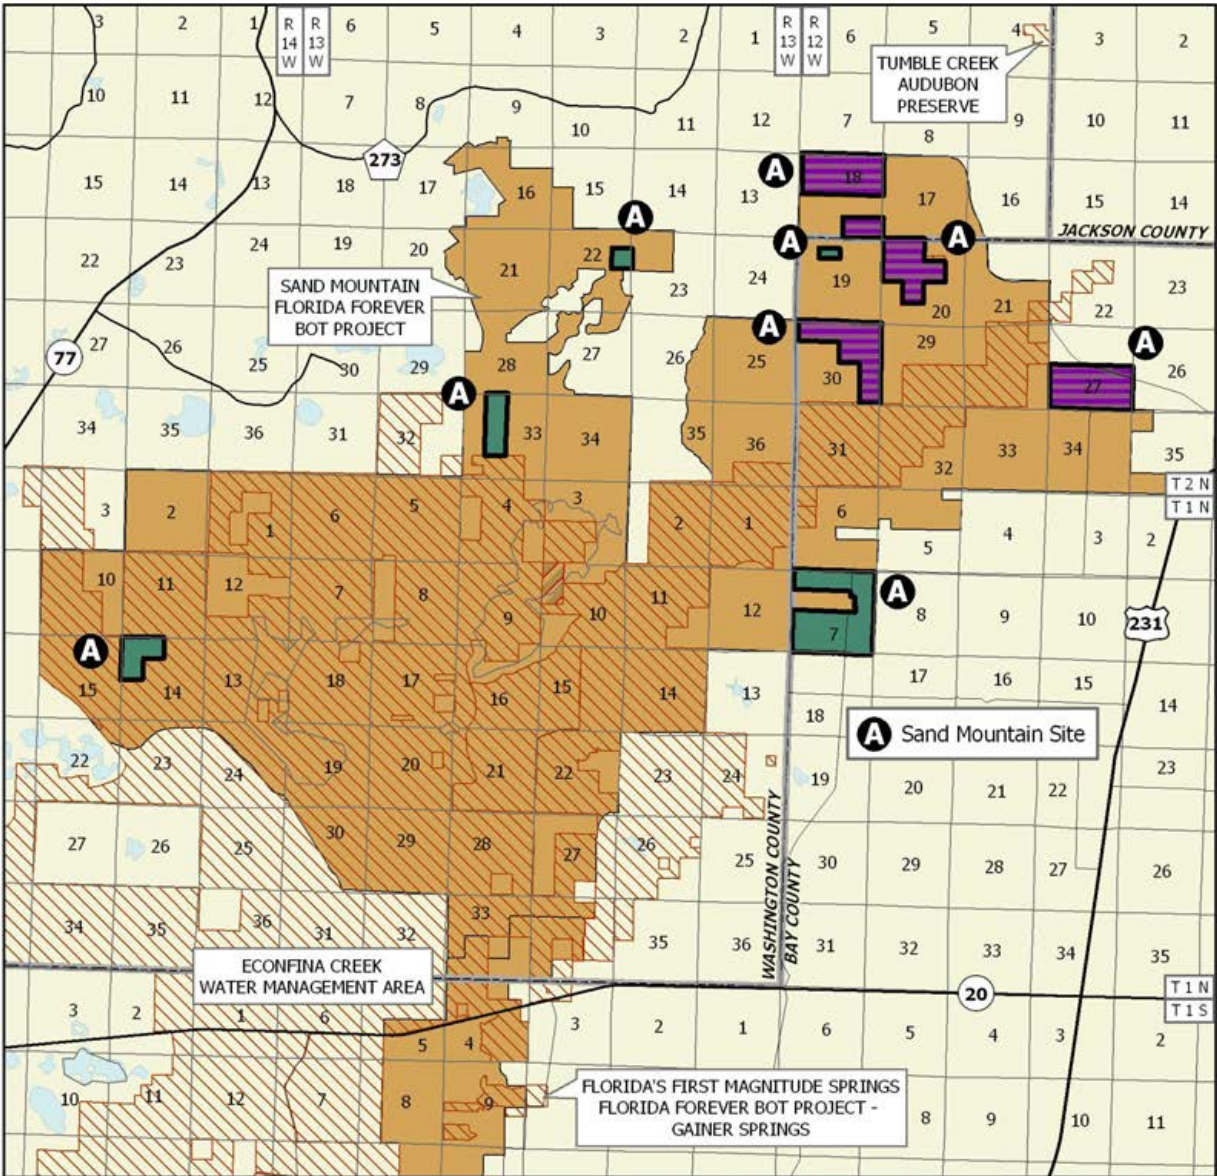 3 2 1 R 14 W R 13 W 6 5 4 3 2 1 R 13 W R 12 W 6 5 4 3 2
TUMBLE CREEK
AUDUBON
PRESERVE
10 11 12 7 8 9 10 11 12 7 8 9 10 11
273
15 14 13 18 17 16 15 14 13 A 18 17 16 15 14
A
JACKSON COUNTY
22 23 24 19 20 21 22 23 24 A 19 A 20 21 22 23
SAND MOUNTAIN
FLORIDA FOREVER
BOT PROJECT
77
27 26 25 30 29 28 27 26 25 A 30 29 A 27 26
A
34 35 36 31 32 33 34 35 36 31 32 33 34 35
T 2 N
T 1 N
3 2 1 6 5 4 3 2 1 6 5 4 3 2
10 11 12 7 8 9 10 11 12 7 A 8 9 10
231
A
15 14 13 18 17 16 15 14 13 18 17 16 15 14
A Sand Mountain Site
22 23 24 19 20 21 22 23 24 19 20 21 22 23
WASHINGTON COUNTY
BAY COUNTY
27 26 25 30 29 28 27 26 25 30 29 28 27 26
34 35 36 31 32 33 35 36 31 32 33 34 35
ECONFINA CREEK
WATER MANAGEMENT AREA
20
T 1 N
T 1 S
3 2 1 6 5 4 3 2 1 6 5 4 3 2
FLORIDA'S FIRST MAGNITUDE SPRINGS
FLORIDA FOREVER BOT PROJECT -
GAINER SPRINGS
10 11 12 7 8 9 8 9 10 11